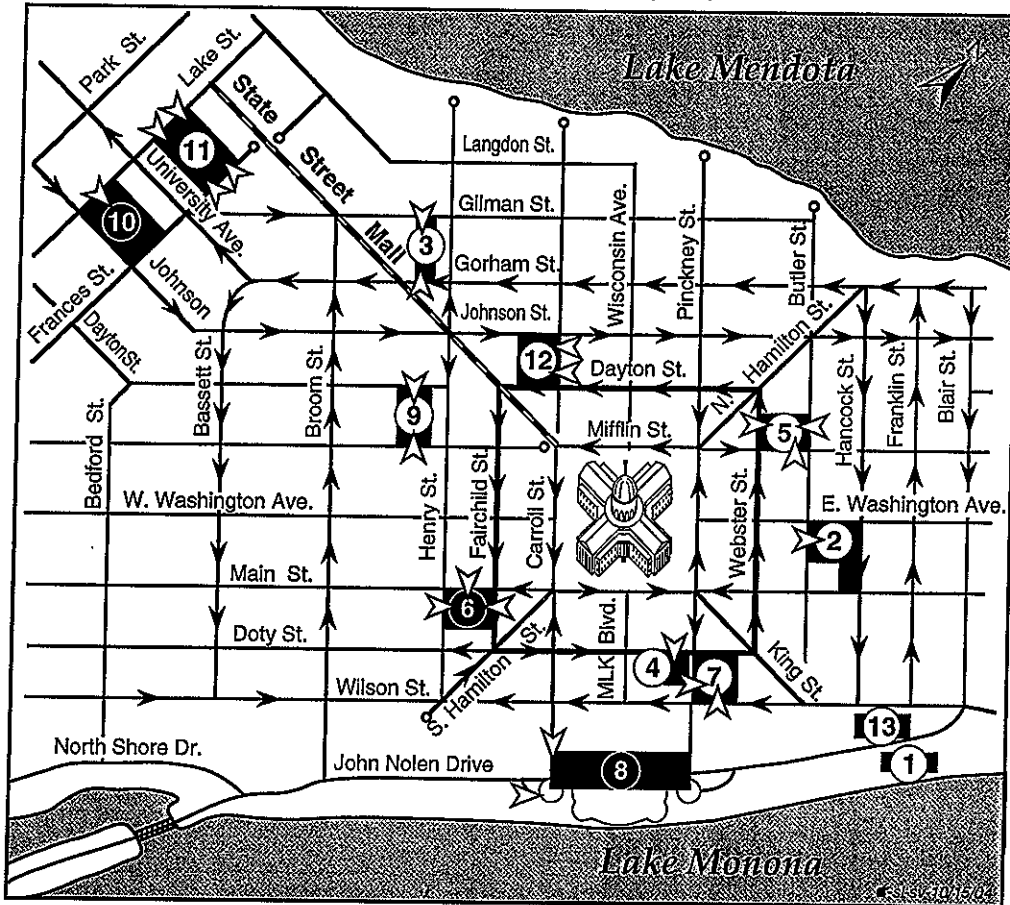 Lake Mendota
Park St.
Lake St.
State Street Mall
Langdon St.
Gilman St.
Gorham St.
Johnson St.
Dayton St.
Mifflin St.
University Ave.
Johnson
Frances St.
Dayton St.
Bedford St.
Bassett St.
Broom St.
Henry St.
Fairchild St.
Carroll St.
Wisconsin Ave.
Pinckney St.
Butler St.
N. Hamilton St.
Hancock St.
Franklin St.
Blair St.
Webster St.
W. Washington Ave.
E. Washington Ave.
Main St.
Doty St.
Wilson St.
S. Hamilton St.
MLK Blvd.
King St.
North Shore Dr.
John Nolen Drive
Lake Monona
11
10
3
12
9
5
2
6
4
7
13
1
8